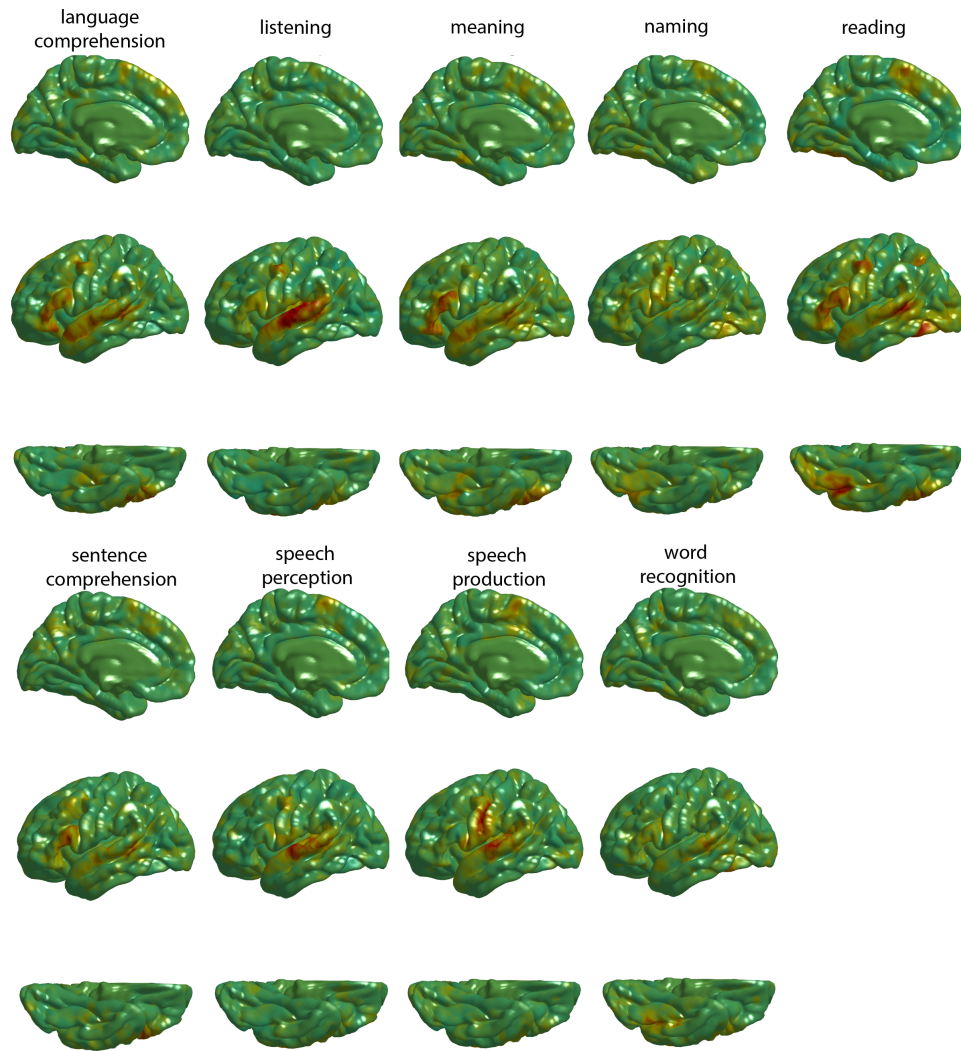 language
comprehension
listening
meaning
naming
reading
sentence
comprehension
speech
perception
speech
production
word
recognition